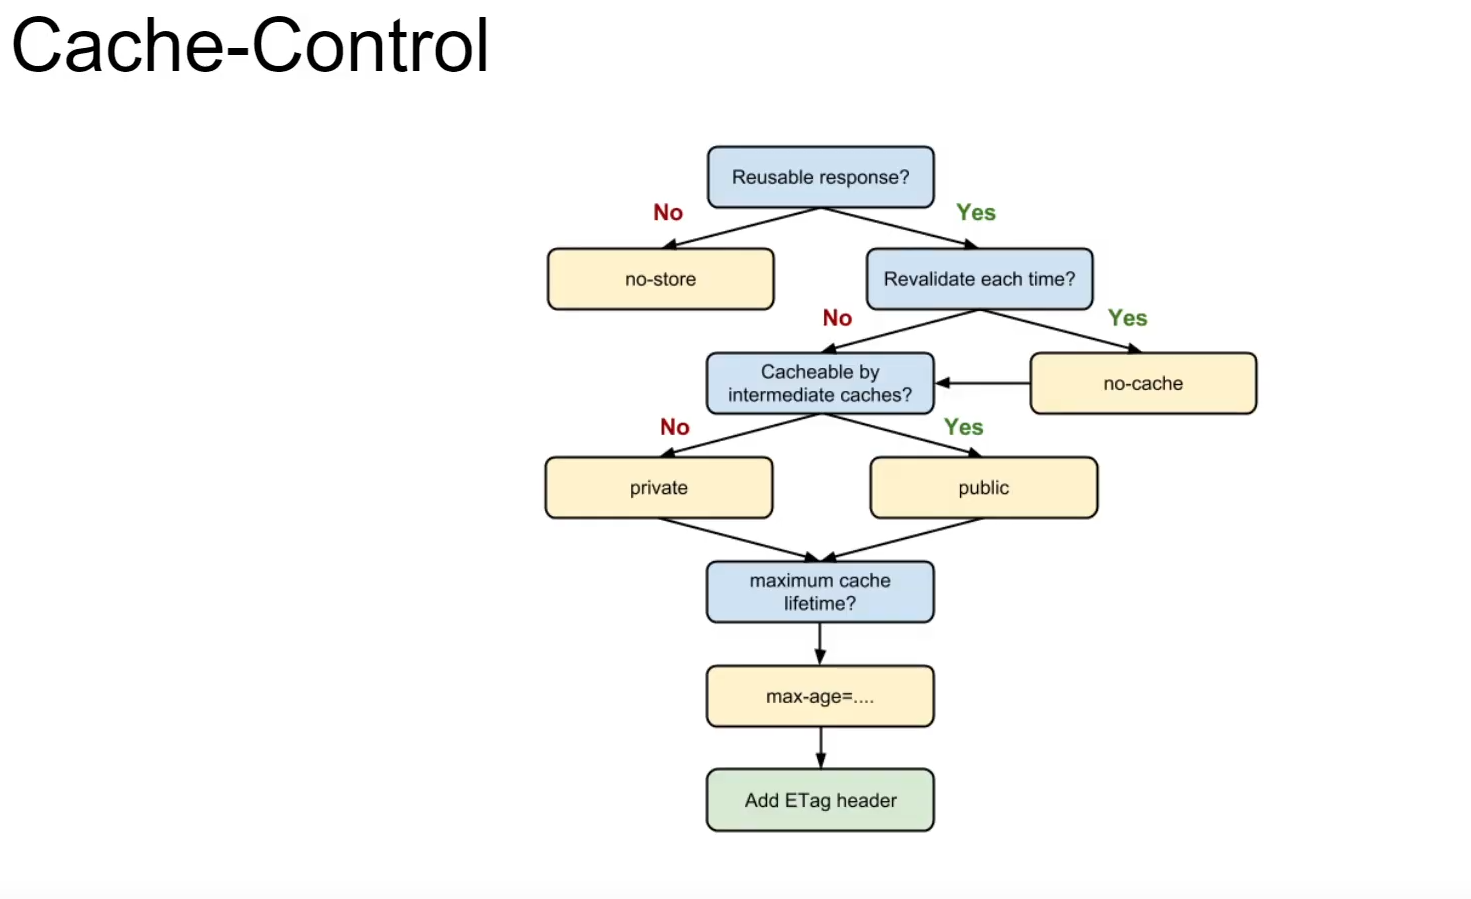 Cache-Control
Reusable response?
No
Yes
no-store
Revalidate each time?
No
Yes
Cacheable by
intermediate caches?
no-cache
No
Yes
private
public
maximum cache
lifetime?
max-age=....
Add ETag header